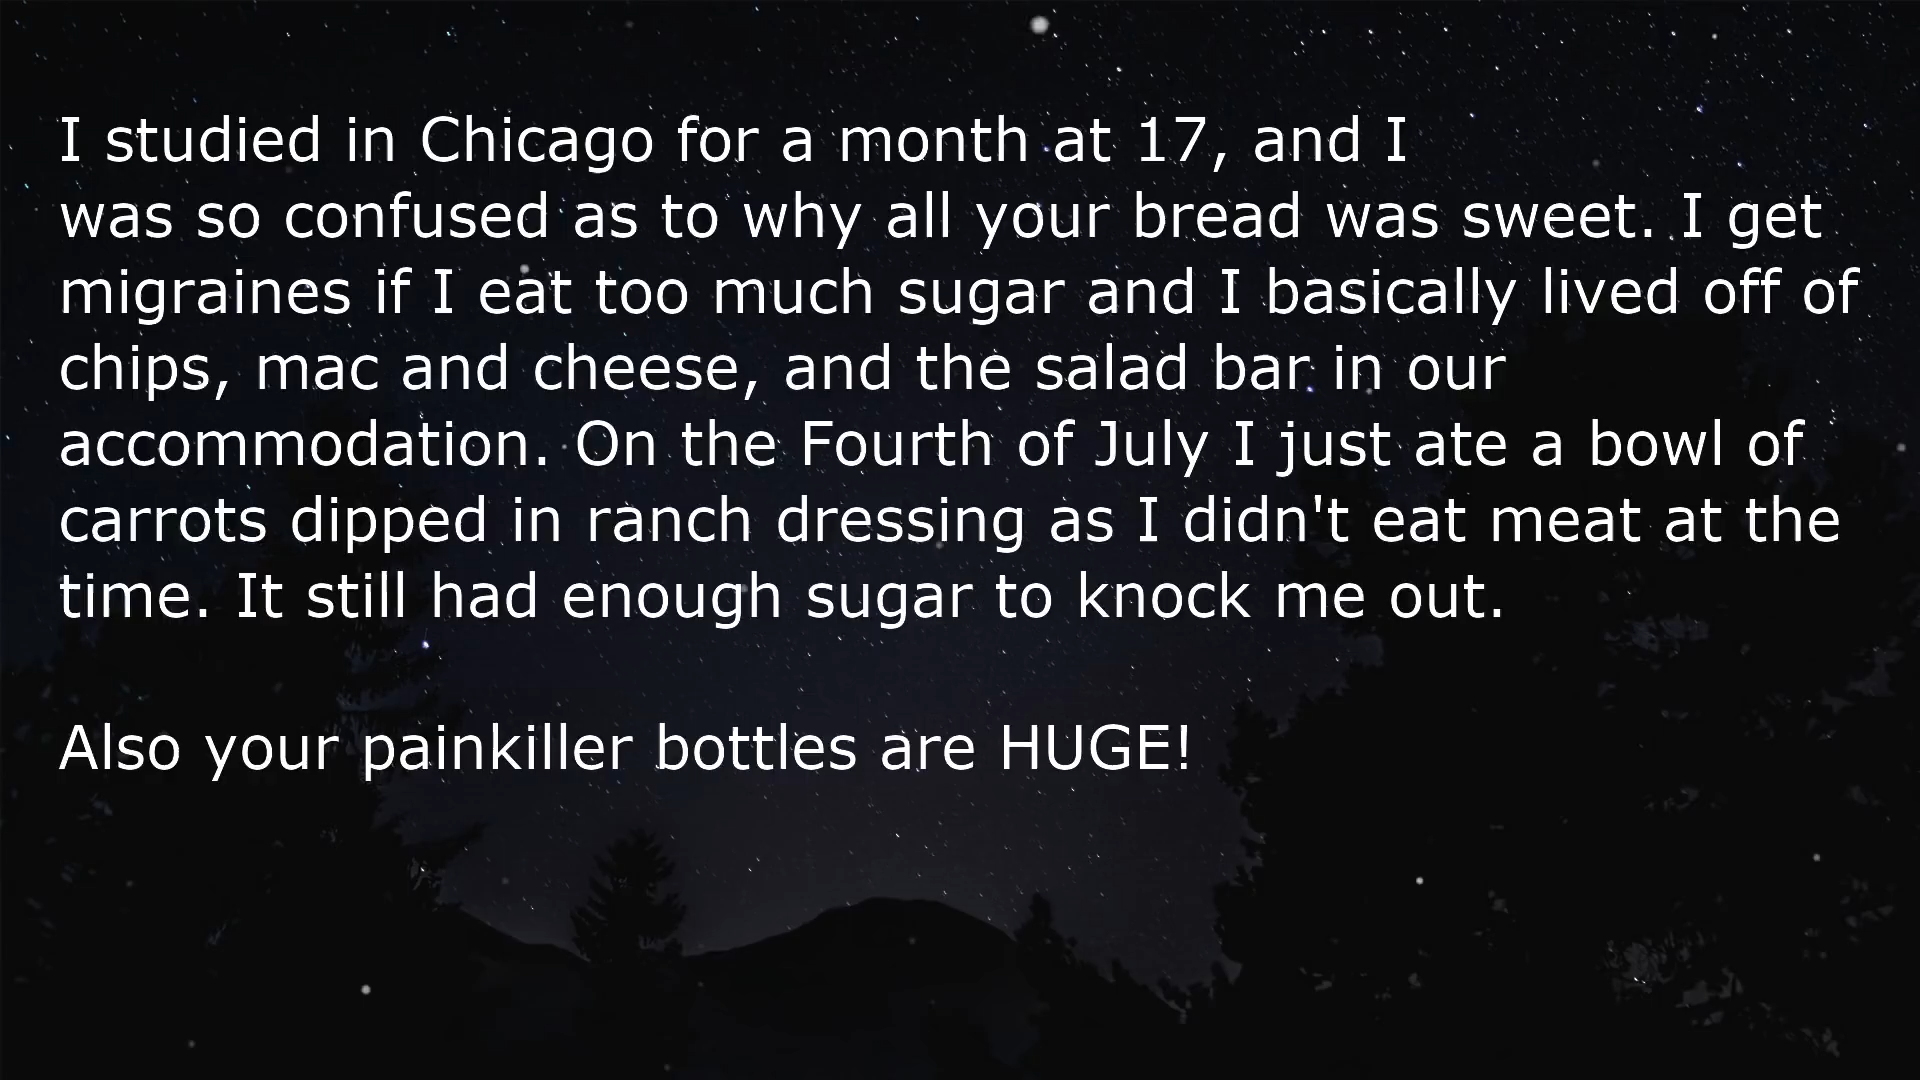 I studied in Chicago for a month at 17, and I
was so confused as to why all your bread was sweet. I get
migraines if I eat too much sugar and I basically lived off of
chips, mac and cheese, and the salad bar in our
accommodation. On the Fourth of July I just ate a bowl of
carrots dipped in ranch dressing as I didn't eat meat at the
time. It still had enough sugar to knock me out.
Also your painkiller bottles are HUGE!